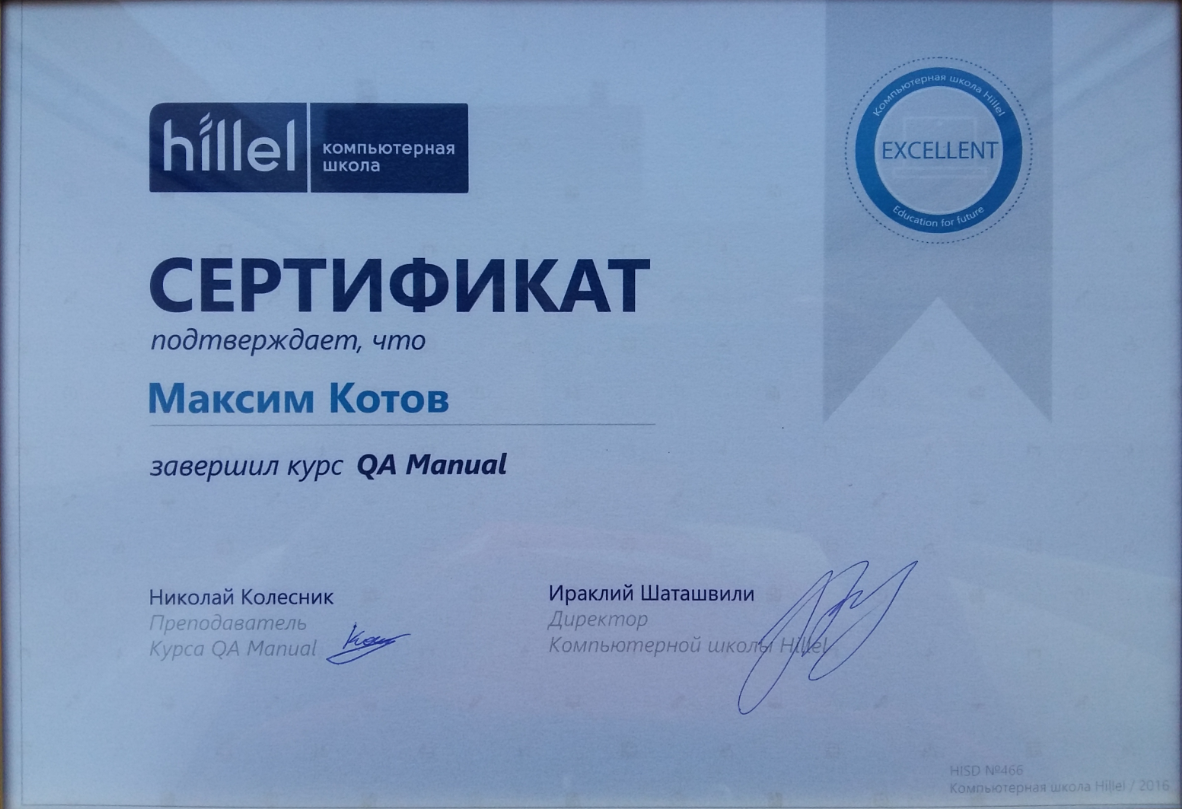 hillel
компьютерная
школа
Компьютерная школа Hillel
EXCELLENT
Education for future
СЕРТИФИКАТ
подтверждает, что
Максим Котов
завершил курс QA Manual
Николай Колесник
Преподаватель
Курса QA Manual
Ираклий Шаташвили
Директор
Компьютерной школы Hillel
HISD №466
Компьютерная школа Hillel / 2016